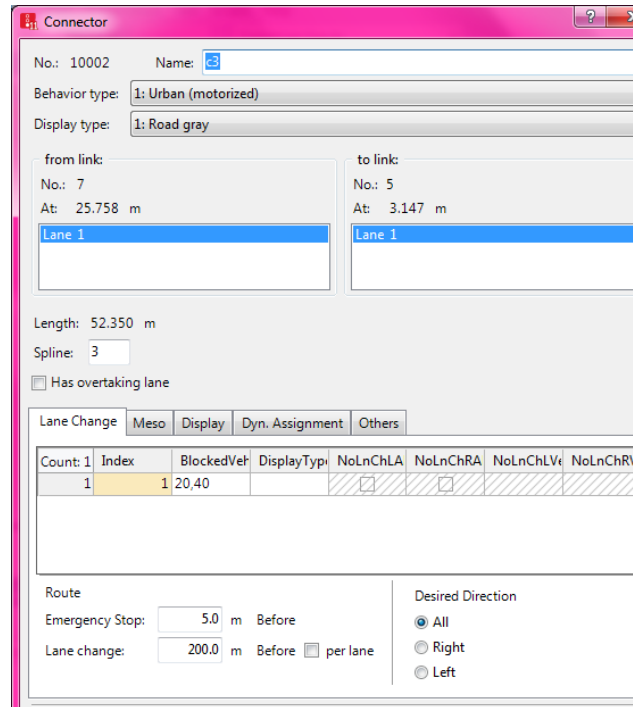 Connector
No.: 10002 Name: c3
Behavior type: 1: Urban (motorized)
Display type: 1: Road gray
from link: to link:
No.: 7 No.: 5
At: 25.758 m At: 3.147 m
Lane 1 Lane 1
Length: 52.350 m
Spline: 3
Has overtaking lane
Lane Change Meso Display Dyn. Assignment Others
Count: 1 Index BlockedVeh DisplayType NoLnChLA NoLnChRA NoLnChLVe NoLnChRV
1 1 20,40
Route Desired Direction
Emergency Stop: 5.0 m Before All
Lane change: 200.0 m Before per lane Right
Left